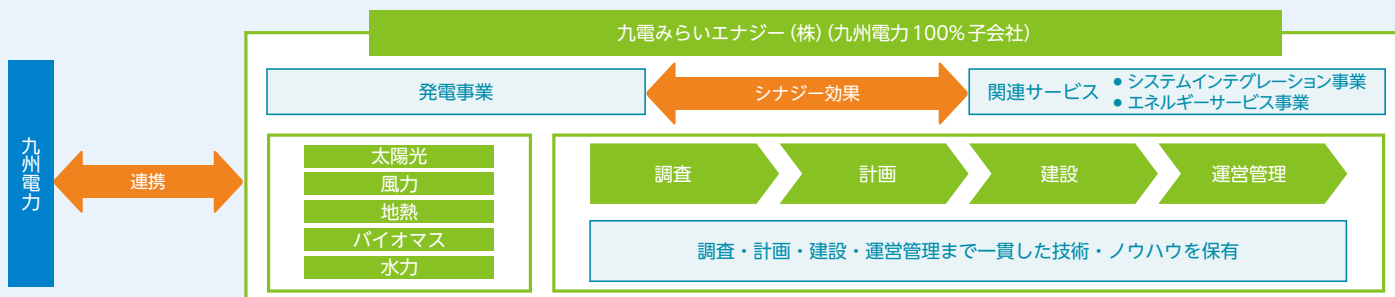 九電みらいエナジー(株)(九州電力100%子会社)
九州電力
連携
発電事業
シナジー効果
関連サービス
● システムインテグレーション事業
● エネルギーサービス事業
太陽光
風力
地熱
バイオマス
水力
調査
計画
建設
運営管理
調査・計画・建設・運営管理まで一貫した技術・ノウハウを保有